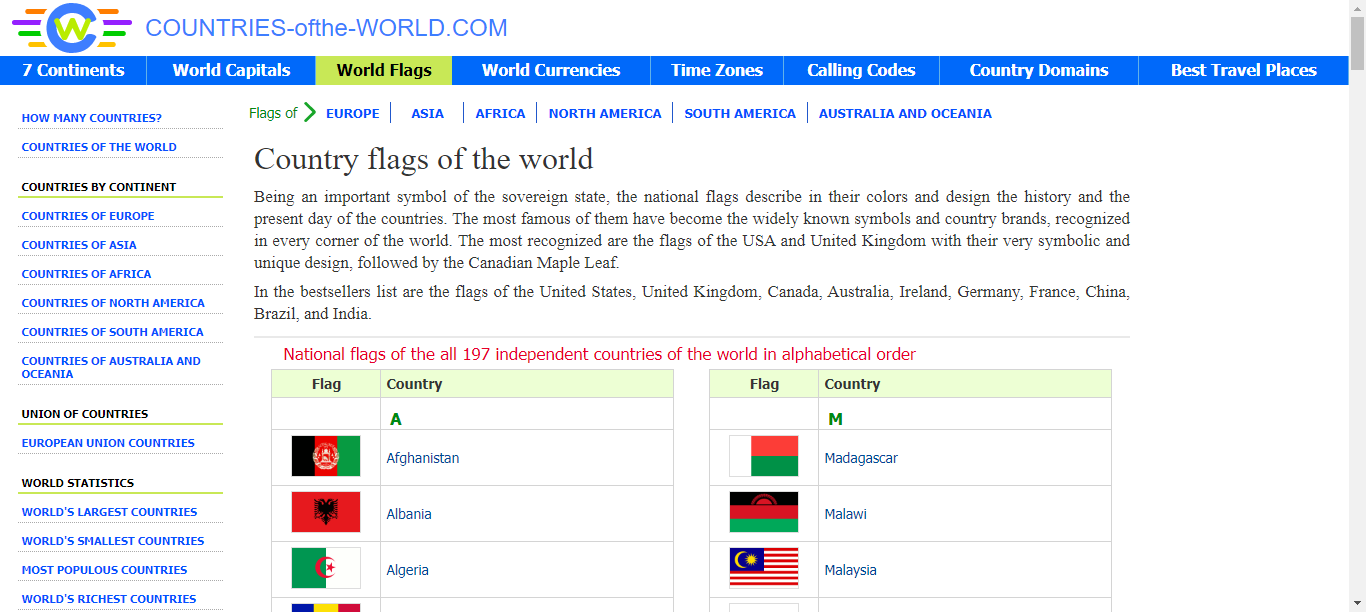 W COUNTRIES-ofthe-WORLD.COM
7 Continents World Capitals World Flags World Currencies Time Zones Calling Codes Country Domains Best Travel Places
HOW MANY COUNTRIES?
COUNTRIES OF THE WORLD
COUNTRIES BY CONTINENT
COUNTRIES OF EUROPE
COUNTRIES OF ASIA
COUNTRIES OF AFRICA
COUNTRIES OF NORTH AMERICA
COUNTRIES OF SOUTH AMERICA
COUNTRIES OF AUSTRALIA AND
OCEANIA
UNION OF COUNTRIES
EUROPEAN UNION COUNTRIES
WORLD STATISTICS
WORLD'S LARGEST COUNTRIES
WORLD'S SMALLEST COUNTRIES
MOST POPULOUS COUNTRIES
WORLD'S RICHEST COUNTRIES
Flags of EUROPE ASIA AFRICA NORTH AMERICA SOUTH AMERICA AUSTRALIA AND OCEANIA
Country flags of the world
Being an important symbol of the sovereign state, the national flags describe in their colors and design the history and the
present day of the countries. The most famous of them have become the widely known symbols and country brands, recognized
in every corner of the world. The most recognized are the flags of the USA and United Kingdom with their very symbolic and
unique design, followed by the Canadian Maple Leaf.
In the bestsellers list are the flags of the United States, United Kingdom, Canada, Australia, Ireland, Germany, France, China,
Brazil, and India.
National flags of the all 197 independent countries of the world in alphabetical order
Flag Country
A
Afghanistan
Albania
Algeria
Flag Country
M
Madagascar
Malawi
Malaysia